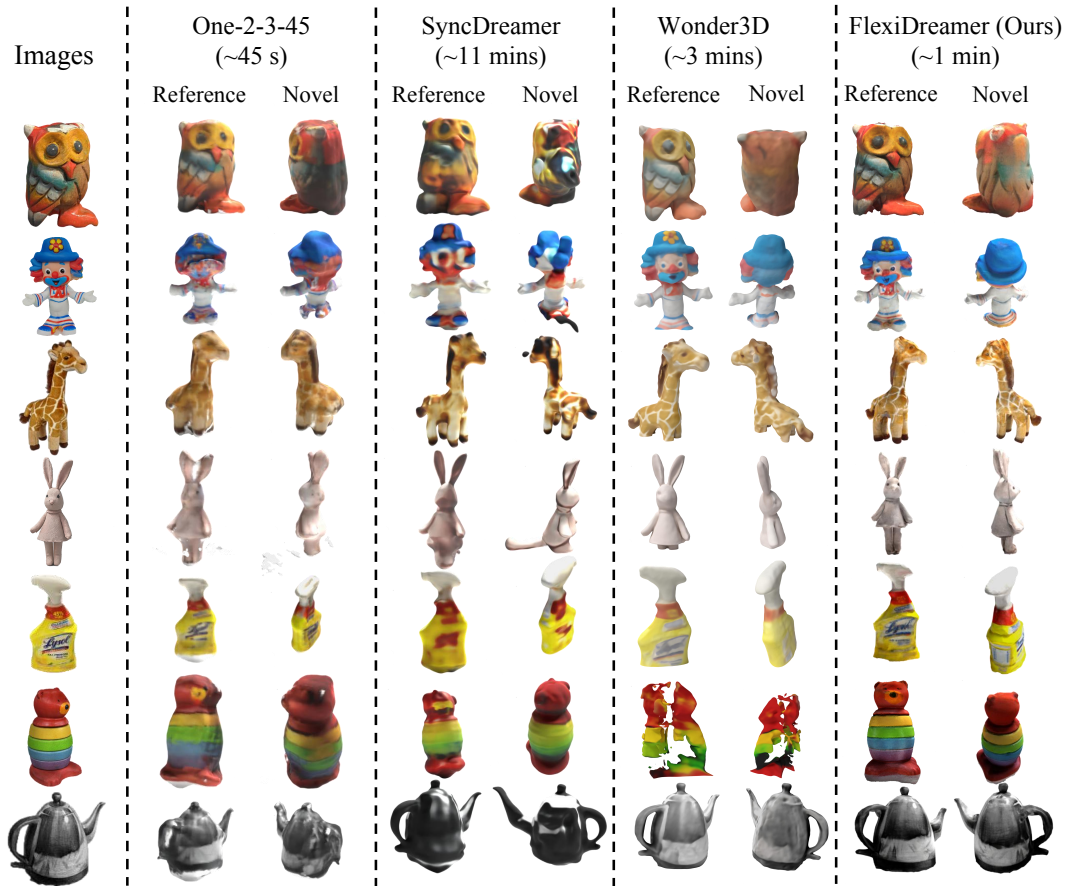 Images
One-2-3-45
(~45 s)
SyncDreamer
(~11 mins)
Wonder3D
(~3 mins)
FlexiDreamer (Ours)
(~1 min)
Reference Novel
Reference Novel
Reference Novel
Reference Novel
Lysol